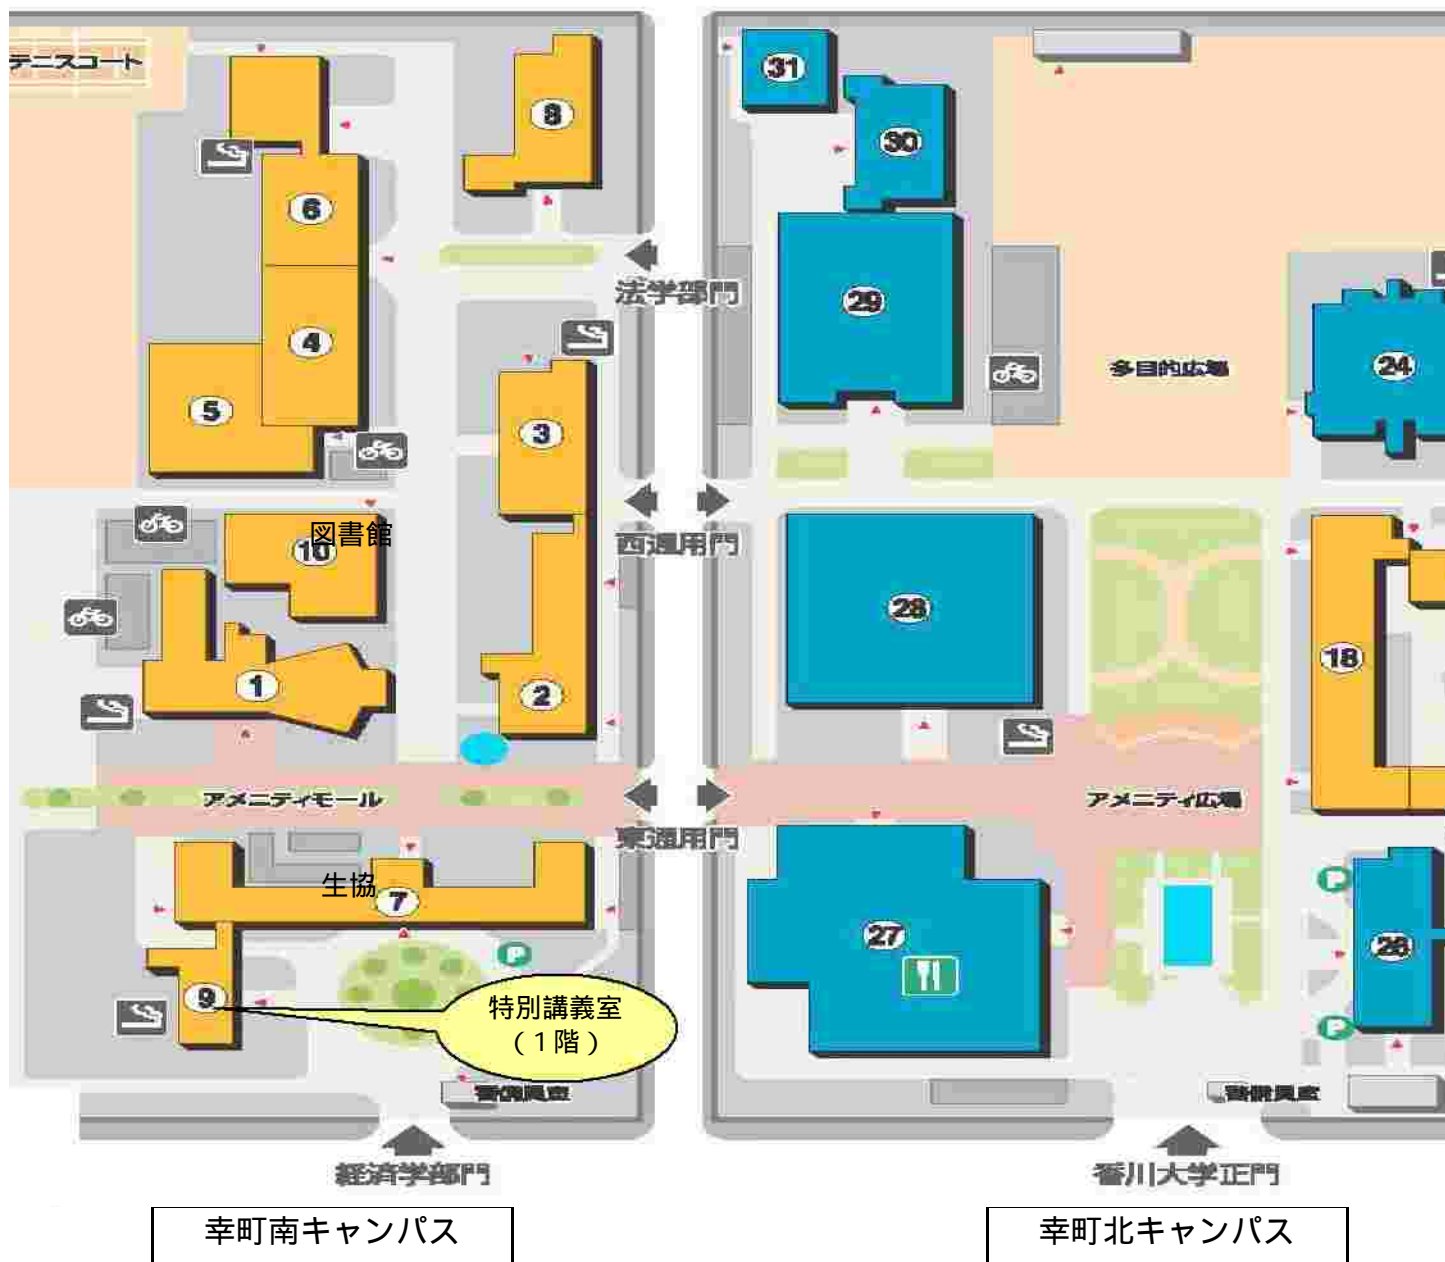 テニスコート
31
8
30
6
法学部門
29
4
多目的広場
24
5
3
西通用門
図書館
10
28
18
1
2
アメニティモール
アメニティ広場
東通用門
生協
7
P
27
26
P
9
特別講義室
(1階)
P
警備員室
警備員室
経済学部門
香川大学正門
幸町南キャンパス
幸町北キャンパス